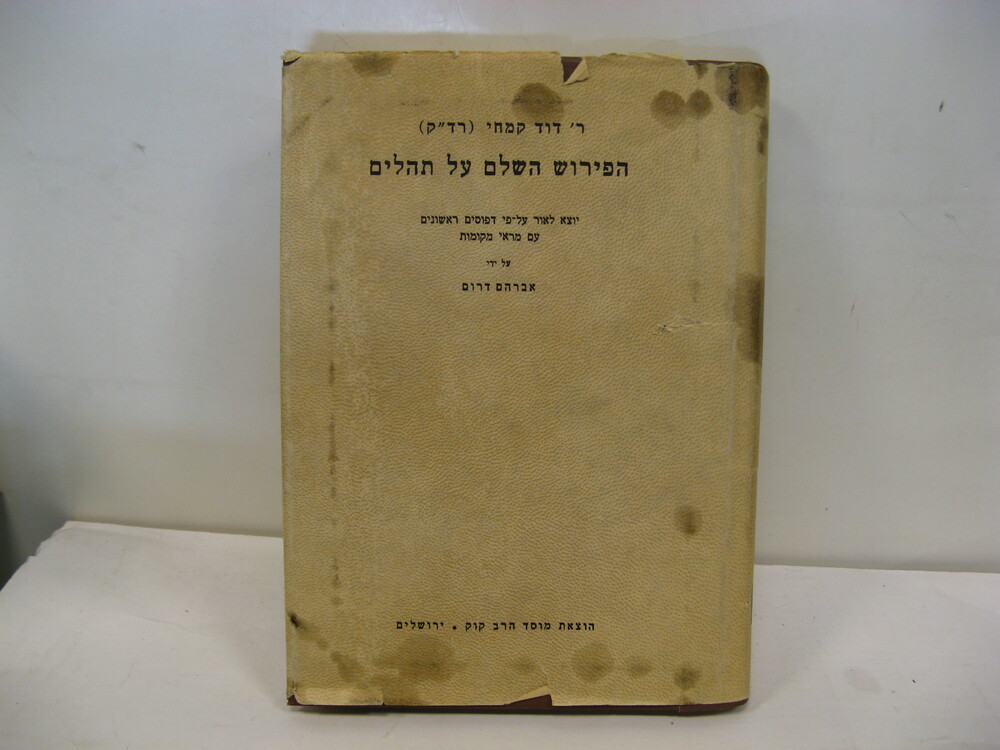 ר׳ דוד קמחי (רד״ק)
הפירוש השלם על תהלים
יוצא לאור על־פי דפוסים ראשונים
עם מראי מקומות
על ידי
אברהם דרום
הוצאת מוסד הרב קוק • ירושלים